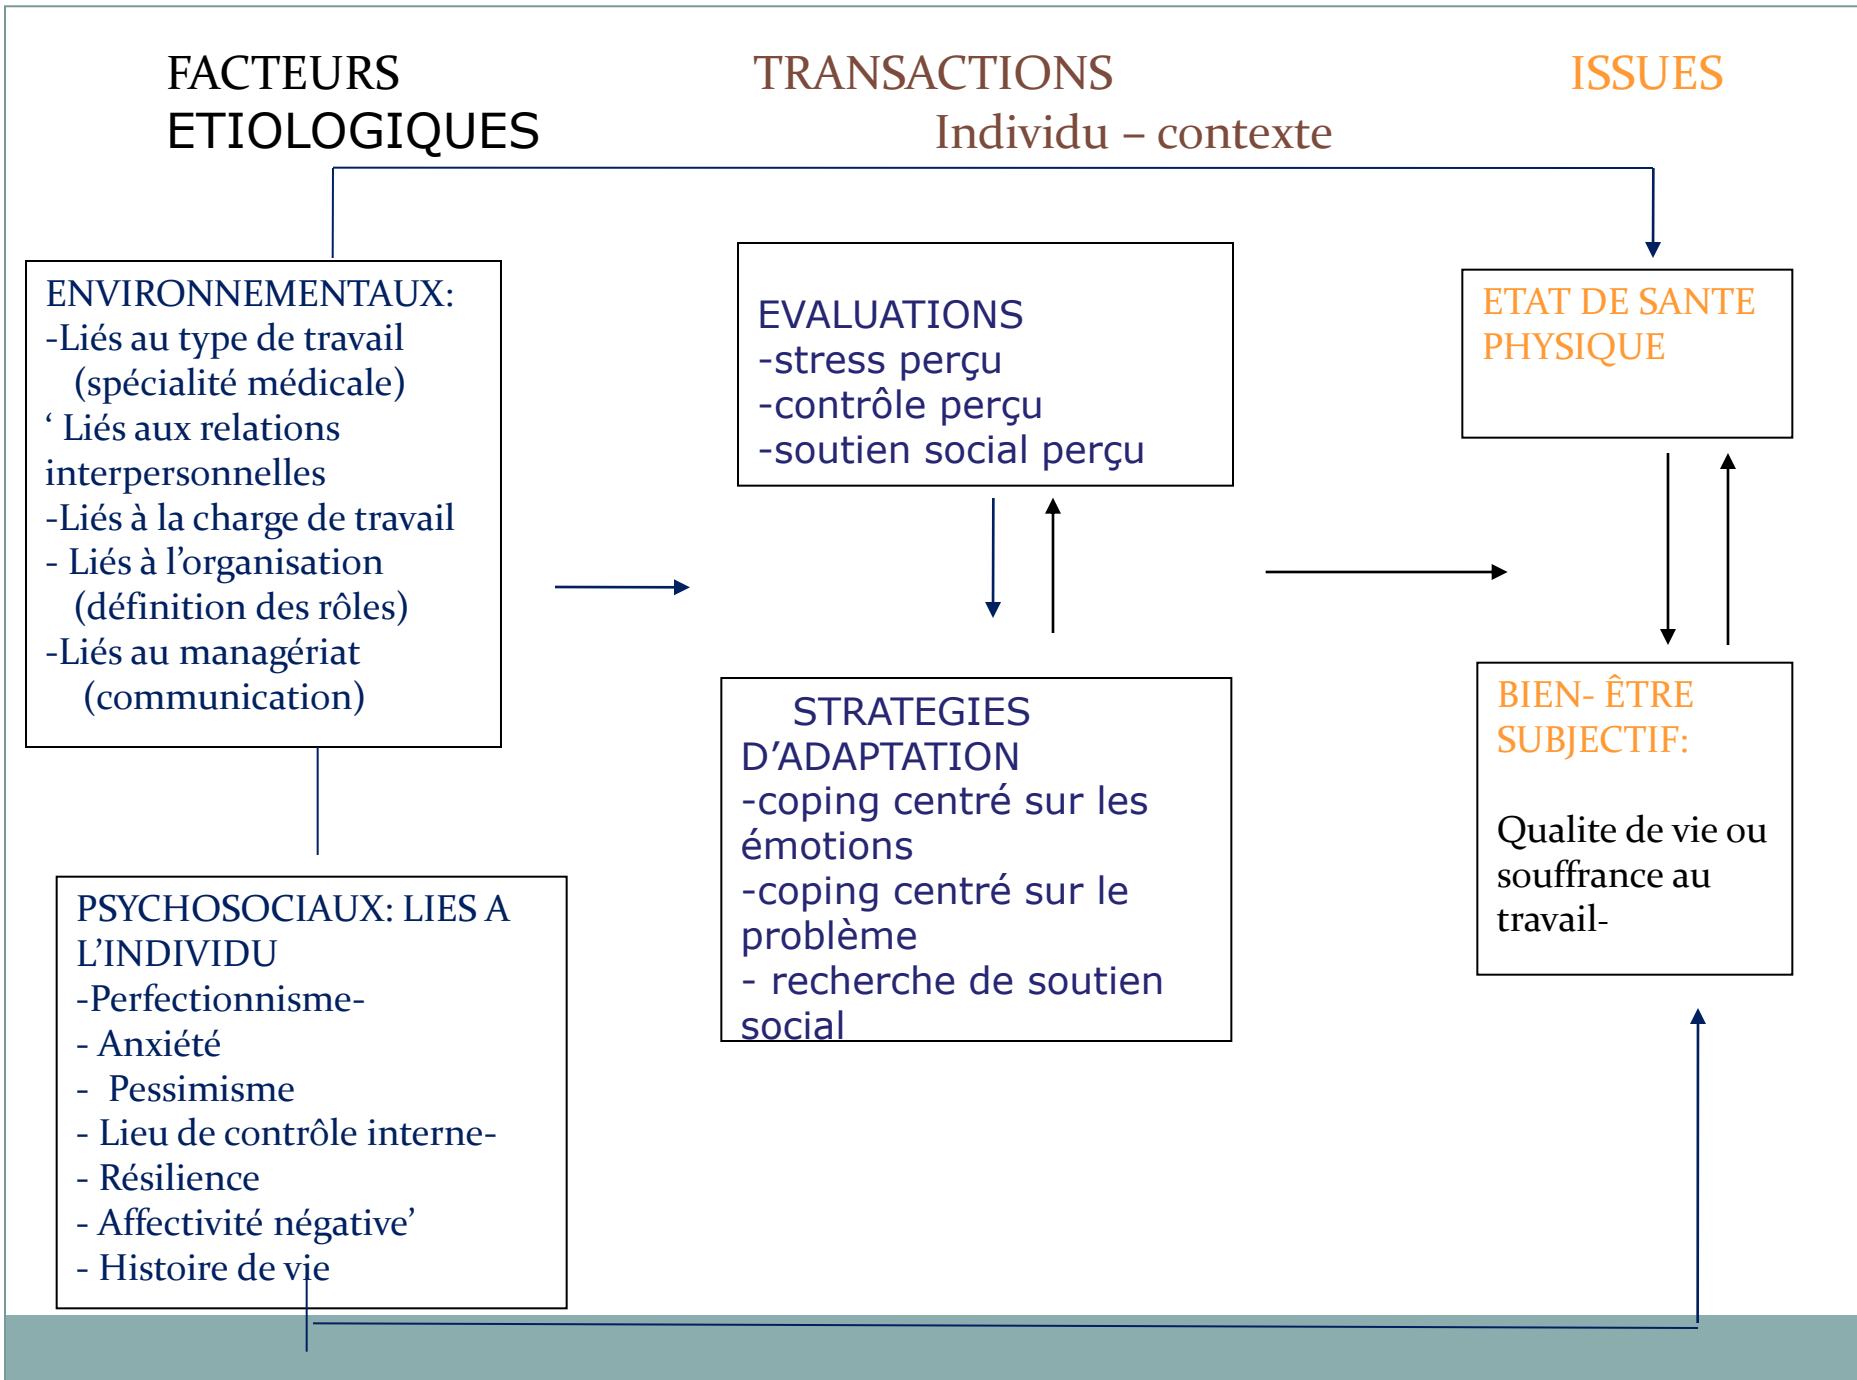 FACTEURS
ETIOLOGIQUES
TRANSACTIONS
Individu – contexte
ISSUES
ENVIRONNEMENTAUX:
-Liés au type de travail
(spécialité médicale)
‘ Liés aux relations
interpersonnelles
-Liés à la charge de travail
- Liés à l’organisation
(définition des rôles)
-Liés au managériat
(communication)
PSYCHOSOCIAUX: LIES A
L’INDIVIDU
-Perfectionnisme-
- Anxiété
- Pessimisme
- Lieu de contrôle interne-
- Résilience
- Affectivité négative’
- Histoire de vie
EVALUATIONS
-stress perçu
-contrôle perçu
-soutien social perçu
STRATEGIES
D’ADAPTATION
-coping centré sur les
émotions
-coping centré sur le
problème
- recherche de soutien
social
ETAT DE SANTE
PHYSIQUE
BIEN- ÊTRE
SUBJECTIF:
Qualite de vie ou
souffrance au
travail-